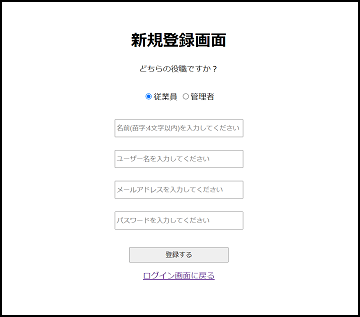 新規登録画面
どちらの役職ですか？
従業員 管理者
名前(苗字:4文字以内)を入力してください
ユーザー名を入力してください
メールアドレスを入力してください
パスワードを入力してください
登録する
ログイン画面に戻る